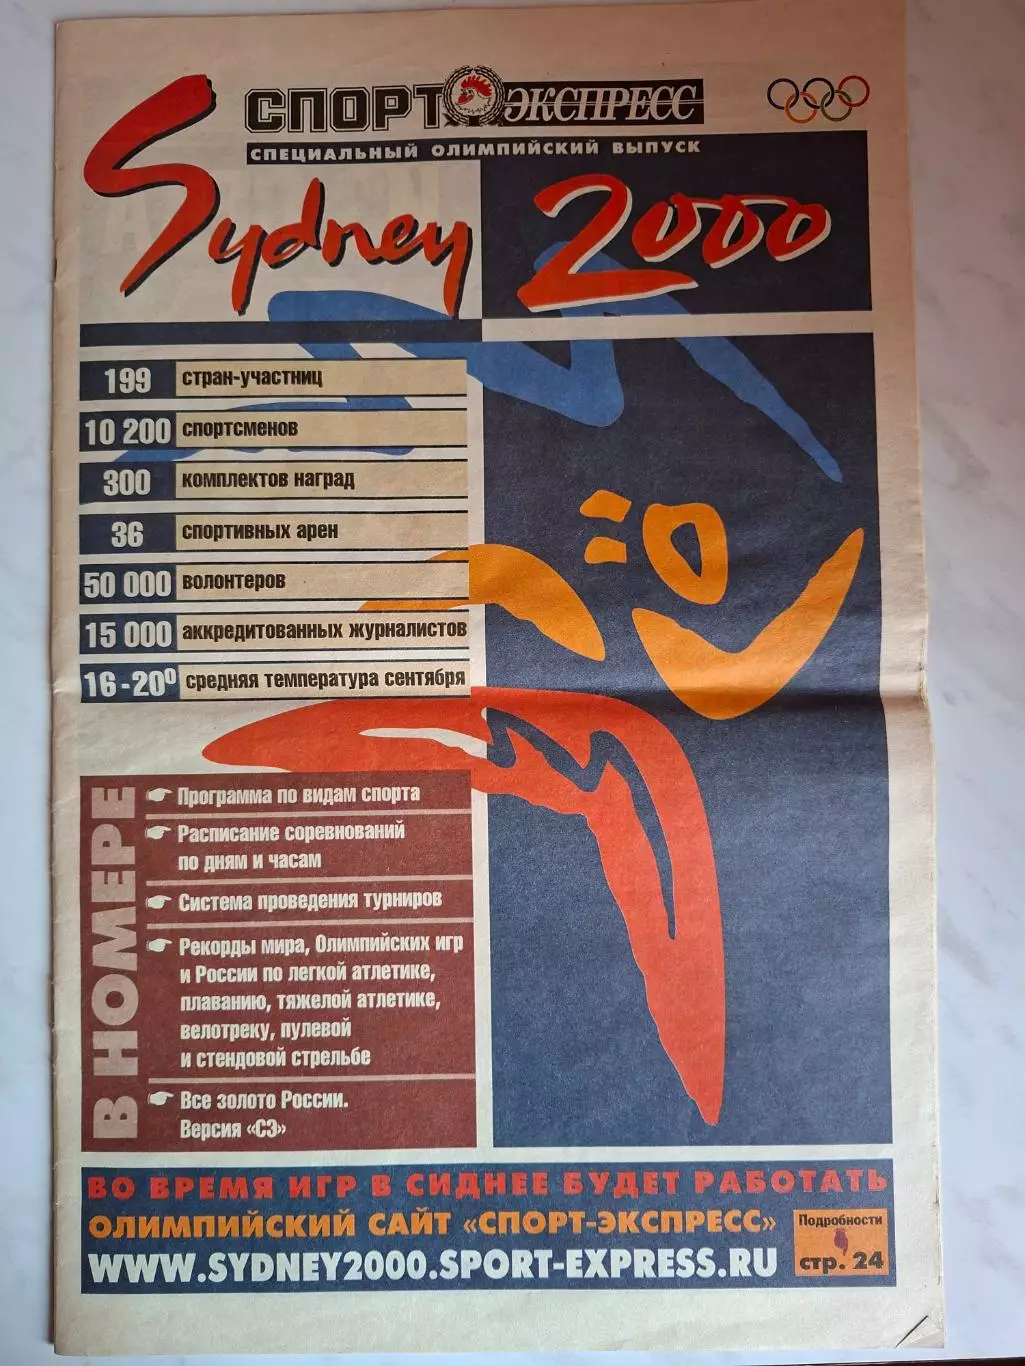 СПОРТ ЭКСПРЕСС
СПЕЦИАЛЬНЫЙ ОЛИМПИЙСКИЙ ВЫПУСК
Sydney 2000
199 стран-участниц
10 200 спортсменов
300 комплектов наград
36 спортивных арен
50 000 волонтеров
15 000 аккредитованных журналистов
16-20º средняя температура сентября
В НОМЕРЕ
Программа по видам спорта
Расписание соревнований
по дням и часам
Система проведения турниров
Рекорды мира, Олимпийских игр
и России по легкой атлетике,
плаванию, тяжелой атлетике,
велотреку, пулевой
и стендовой стрельбе
Все золото России.
Версия «СЭ»
ВО ВРЕМЯ ИГР В СИДНЕЕ БУДЕТ РАБОТАТЬ
ОЛИМПИЙСКИЙ САЙТ «СПОРТ-ЭКСПРЕСС»
WWW.SYDNEY2000.SPORT-EXPRESS.RU
Подробности
стр. 24